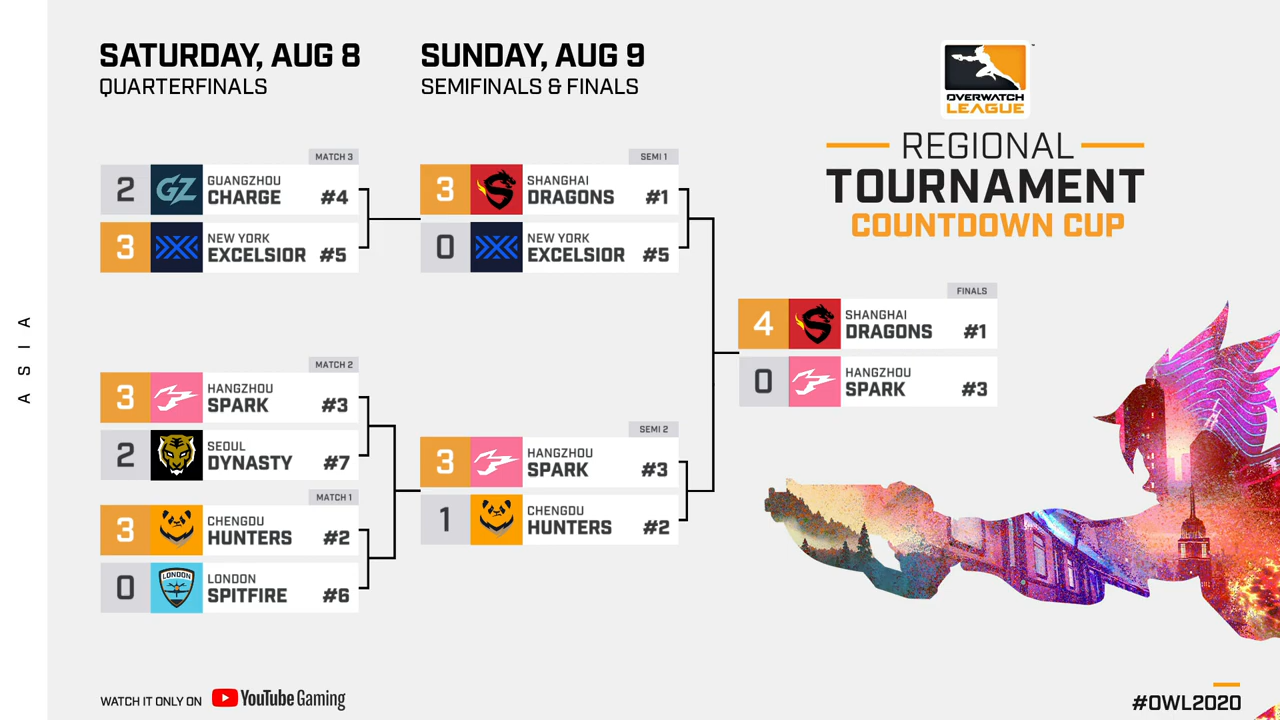 SATURDAY, AUG 8
QUARTERFINALS
SUNDAY, AUG 9
SEMIFINALS & FINALS
OVERWATCH
LEAGUE
REGIONAL
TOURNAMENT
COUNTDOWN CUP
ASIA
MATCH 3
2 GZ GUANGZHOU
CHARGE #4
3 NEW YORK
EXCELSIOR #5
MATCH 2
3 HANGZHOU
SPARK #3
2 SEOUL
DYNASTY #7
MATCH 1
3 CHENGDU
HUNTERS #2
0 LONDON LONDON
SPITFIRE #6
SEMI 1
3 SHANGHAI
DRAGONS #1
0 NEW YORK
EXCELSIOR #5
SEMI 2
3 HANGZHOU
SPARK #3
1 CHENGDU
HUNTERS #2
FINALS
4 SHANGHAI
DRAGONS #1
0 HANGZHOU
SPARK #3
WATCH IT ONLY ON YouTube Gaming
#OWL2020